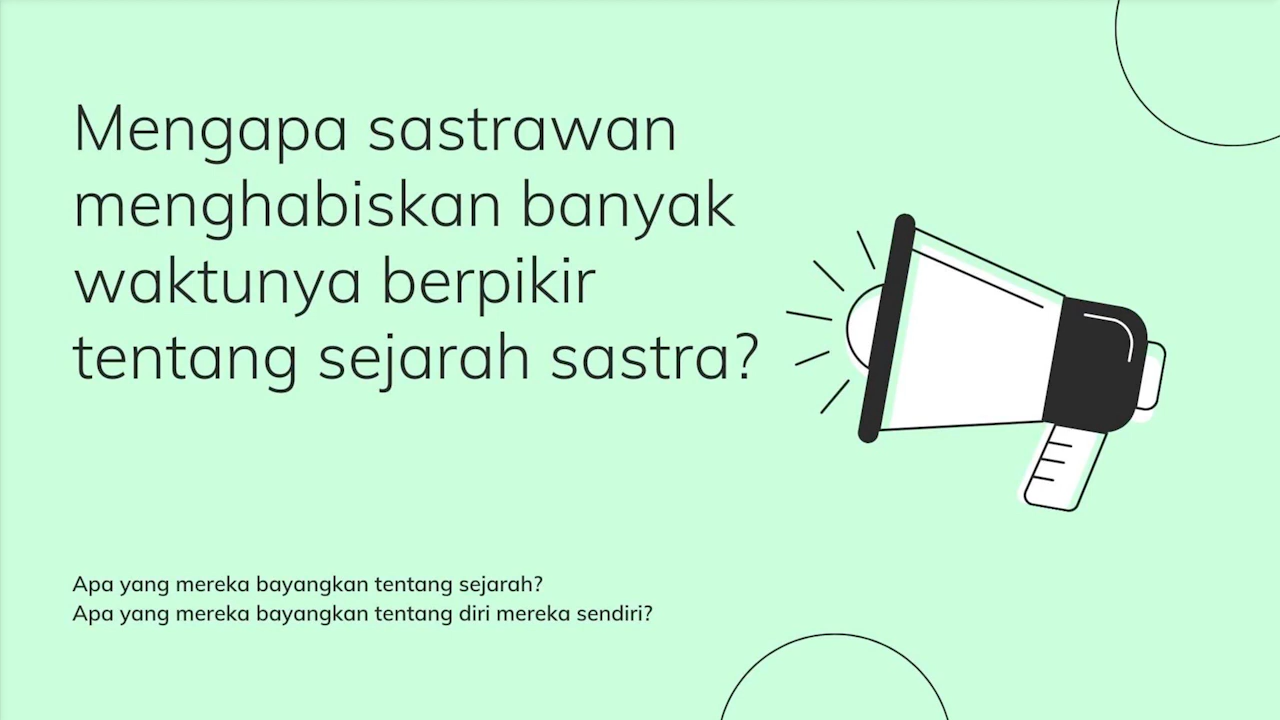 Mengapa sastrawan
menghabiskan banyak
waktunya berpikir
tentang sejarah sastra?
Apa yang mereka bayangkan tentang sejarah?
Apa yang mereka bayangkan tentang diri mereka sendiri?